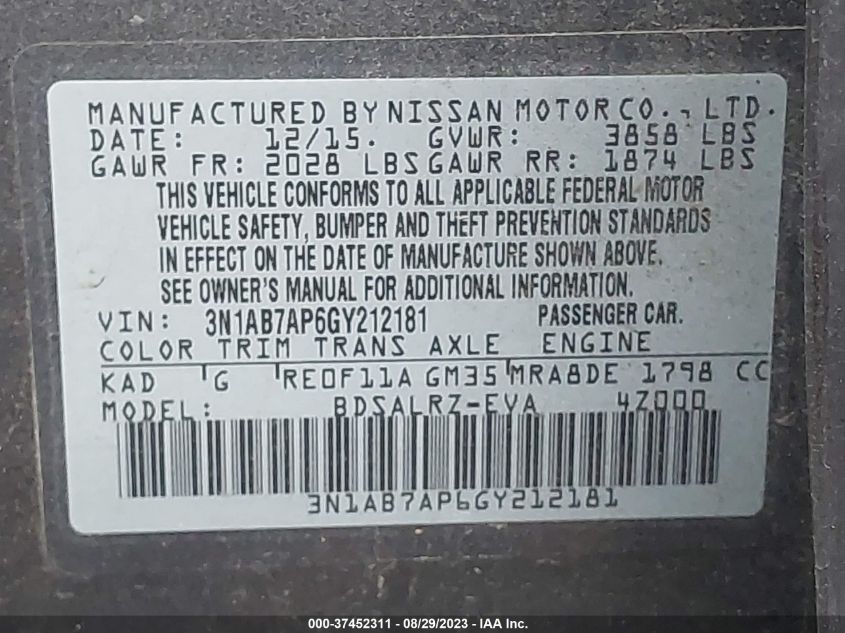 MANUFACTURED BY NISSAN MOTOR CO., LTD.
DATE: 12/15. GVWR: 3858 LBS
GAWR FR: 2028 LBS GAWR RR: 1874 LBS
THIS VEHICLE CONFORMS TO ALL APPLICABLE FEDERAL MOTOR
VEHICLE SAFETY, BUMPER AND THEFT PREVENTION STANDARDS
IN EFFECT ON THE DATE OF MANUFACTURE SHOWN ABOVE.
SEE OWNER'S MANUAL FOR ADDITIONAL INFORMATION.
VIN: 3N1AB7AP6GY212181 PASSENGER CAR.
COLOR TRIM TRANS AXLE ENGINE
KAD G RE0F11A GM35 MRA8DE 1798 CC
MODEL: BDSALRZ-EVA 4Z000
3N1AB7AP6GY212181
000-37452311 - 08/29/2023 - IAA Inc.